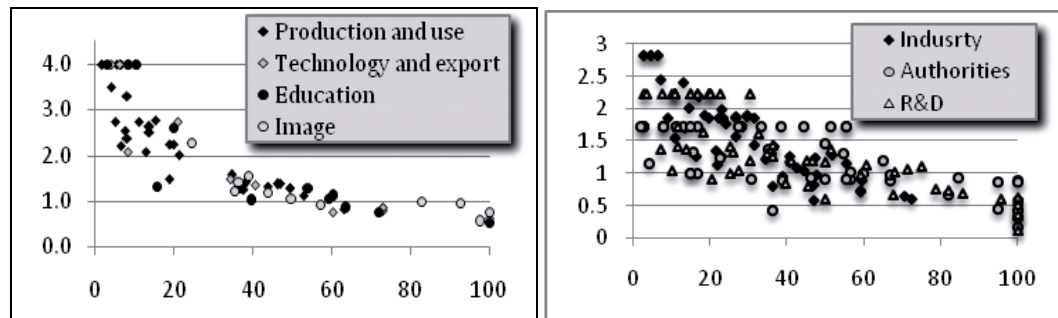 Production and use
Technology and export
Education
Image
4.0
3.0
2.0
1.0
0.0
0 20 40 60 80 100
Indusrty
Authorities
R&D
3
2.5
2
1.5
1
0.5
0
0 20 40 60 80 100